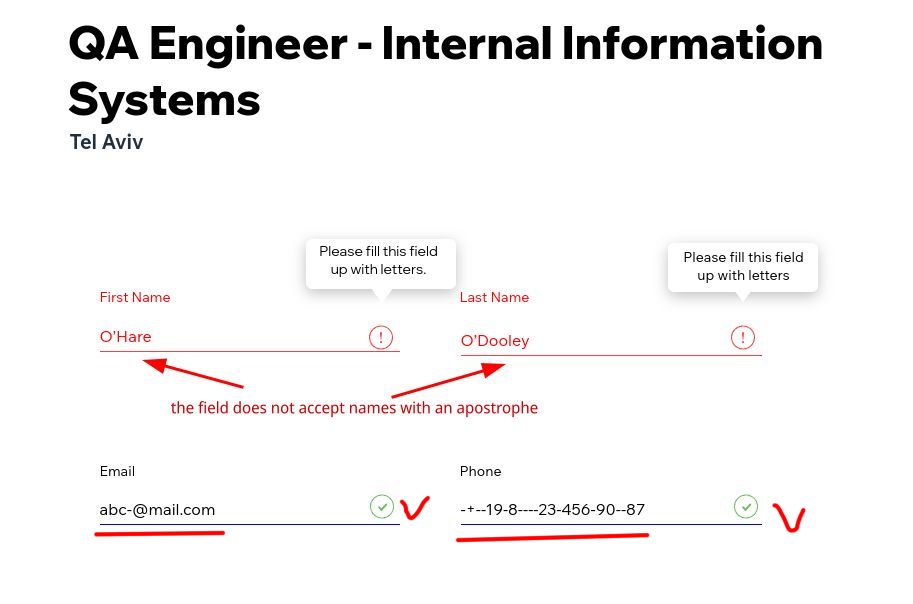 QA Engineer - Internal Information
Systems
Tel Aviv
Please fill this field
up with letters.
Please fill this field
up with letters
First Name
Last Name
O'Hare
O'Dooley
the field does not accept names with an apostrophe
Email
Phone
abc-@mail.com
-+--19-8----23-456-90--87